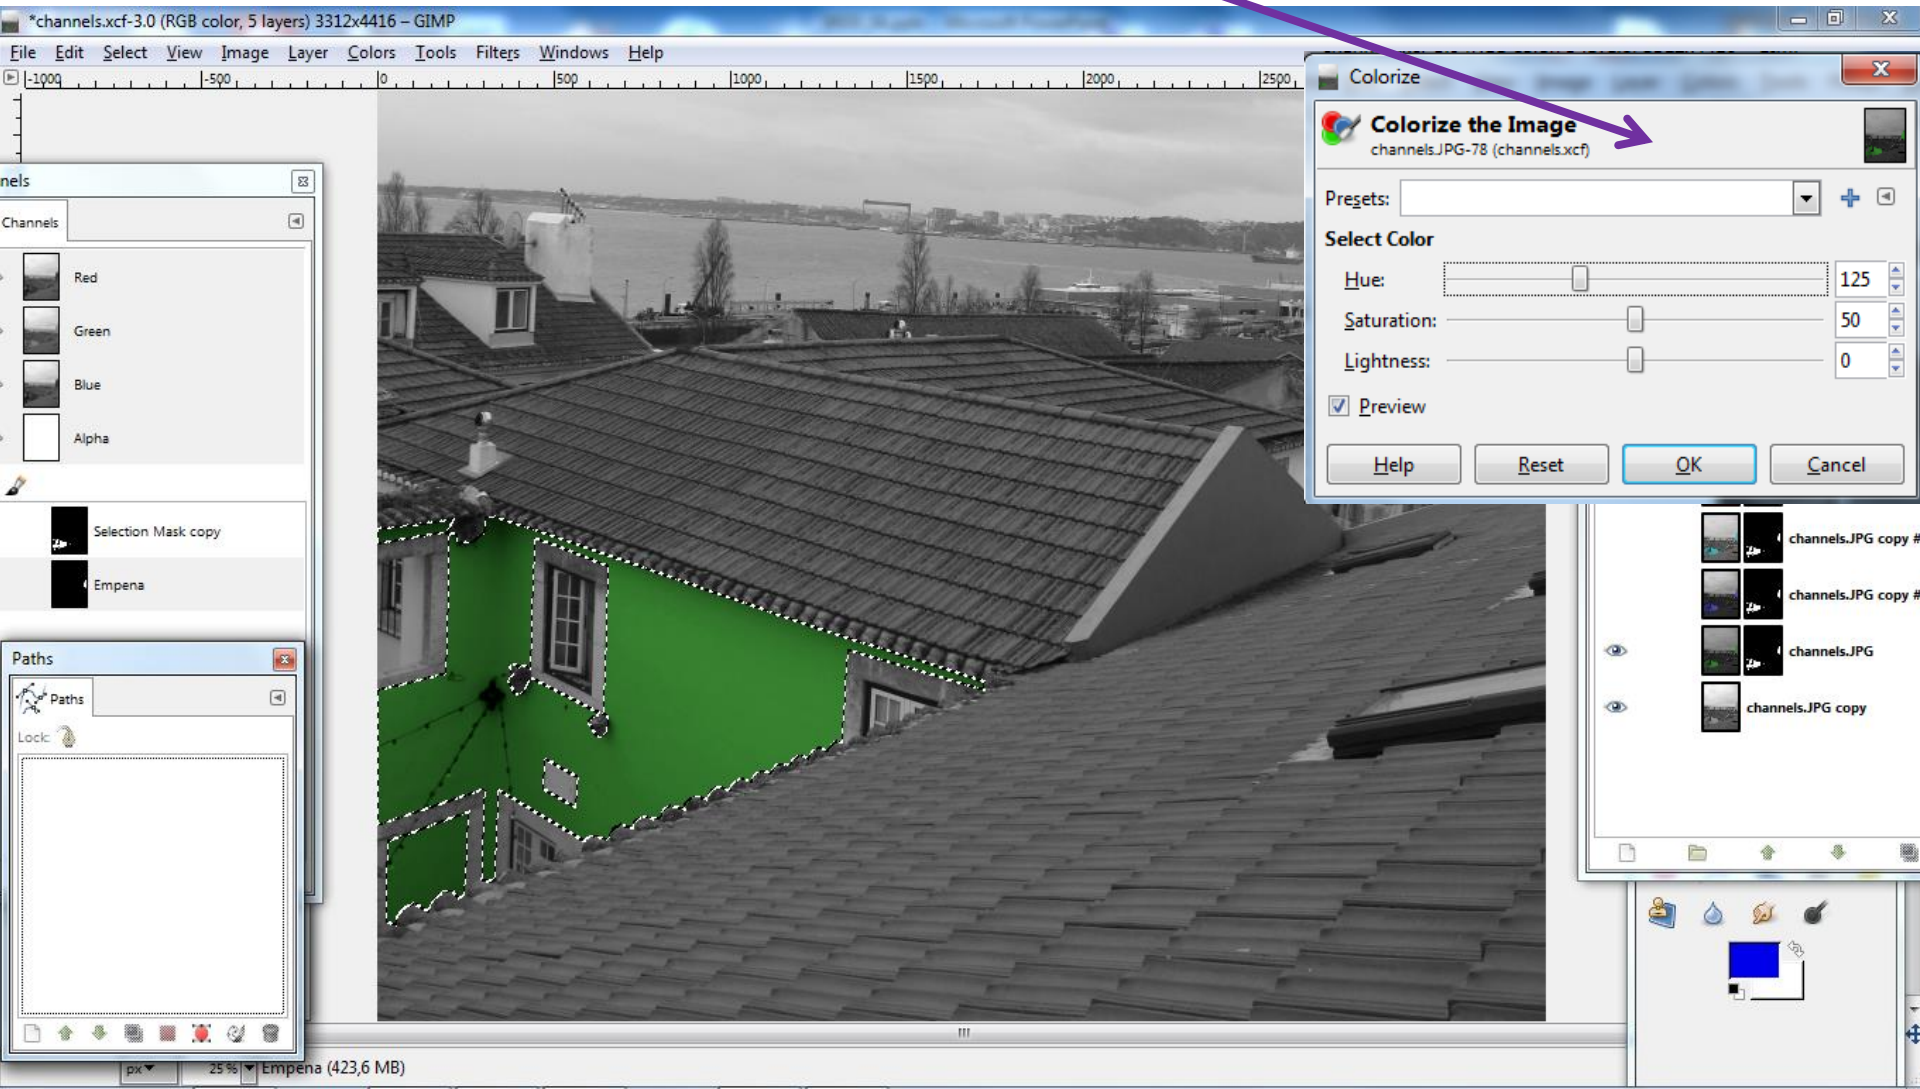 *channels.xcf-3.0 (RGB color, 5 layers) 3312x4416 – GIMP
File Edit Select View Image Layer Colors Tools Filters Windows Help
-1000 -500 0 500 1000 1500 2000 2500
nels
Channels
Red
Green
Blue
Alpha
Selection Mask copy
Empena
Paths
Paths
Lock:
px 25 % Empena (423,6 MB)
Colorize
Colorize the Image
channels.JPG-78 (channels.xcf)
Presets:
Select Color
Hue: 125
Saturation: 50
Lightness: 0
Preview
Help Reset OK Cancel
channels.JPG copy #
channels.JPG copy #
channels.JPG
channels.JPG copy